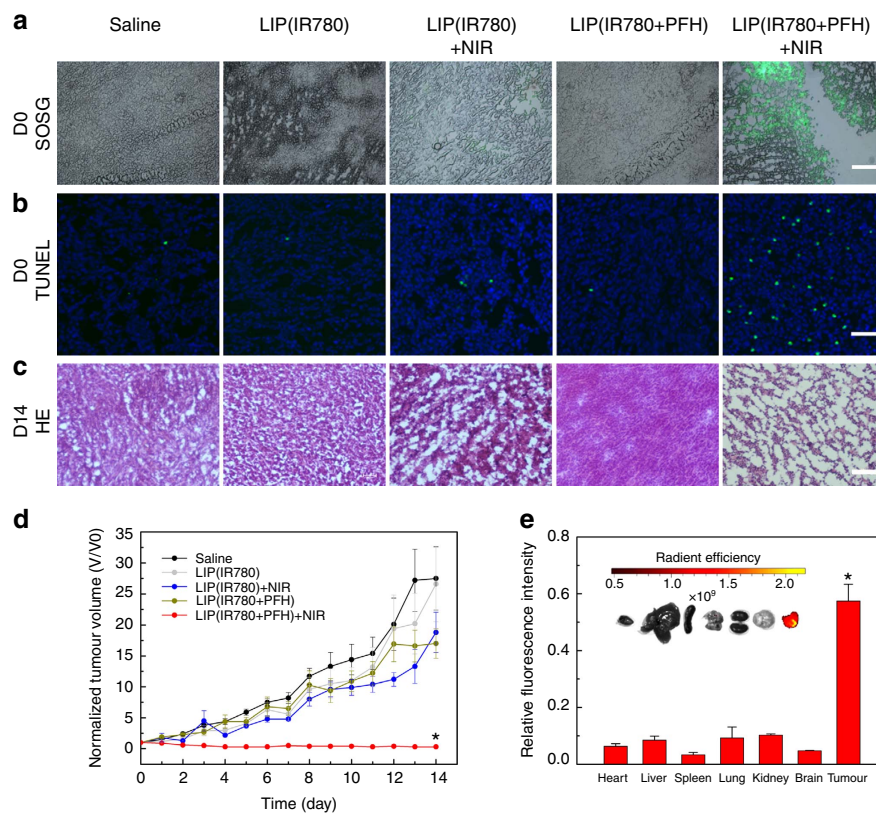 a
Saline
LIP(IR780)
LIP(IR780)
+NIR
LIP(IR780+PFH)
LIP(IR780+PFH)
+NIR
D0
SOSG
b
D0
TUNEL
c
D14
HE
d
Normalized tumour volume (V/V0)
35
30
25
20
15
10
5
0
Saline
LIP(IR780)
LIP(IR780)+NIR
LIP(IR780+PFH)
LIP(IR780+PFH)+NIR
*
0 2 4 6 8 10 12 14
Time (day)
e
Relative fluorescence intensity
0.8
0.6
0.4
0.2
0.0
Radient efficiency
0.5 1.0 1.5 2.0
×10⁹
*
Heart Liver Spleen Lung Kidney Brain Tumour